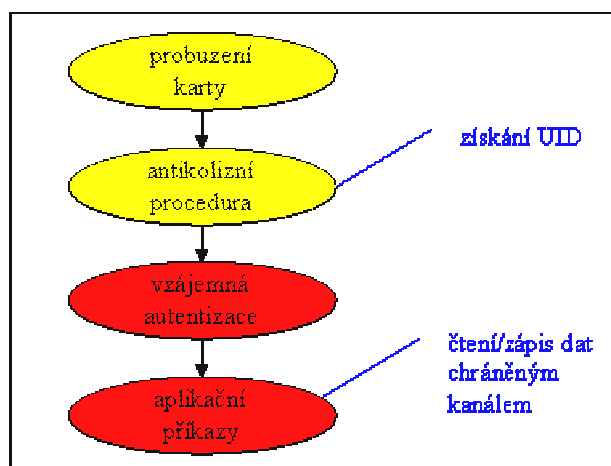 probuzení
karty
získání UID
antikolizní
procedura
vzájemná
autentizace
čtení/zápis dat
chráněným
kanálem
aplikační
příkazy